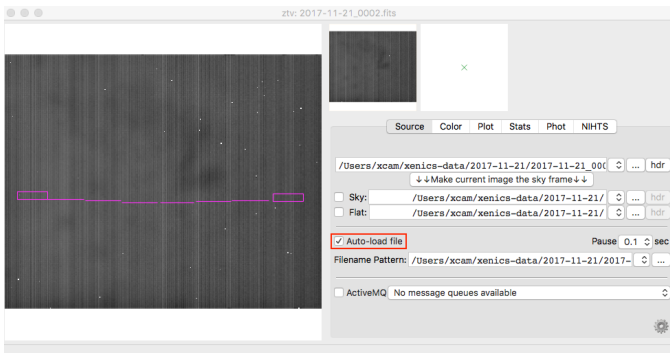 ztv: 2017-11-21_0002.fits
Source Color Plot Stats Phot NIHTS
/Users/xcam/xenics-data/2017-11-21/2017-11-21_000 ... hdr
↓↓Make current image the sky frame↓↓
Sky: /Users/xcam/xenics-data/2017-11-21/ ... hdr
Flat: /Users/xcam/xenics-data/2017-11-21/ ... hdr
Auto-load file Pause 0.1 sec
Filename Pattern: /Users/xcam/xenics-data/2017-11-21/2017- ...
ActiveMQ No message queues available